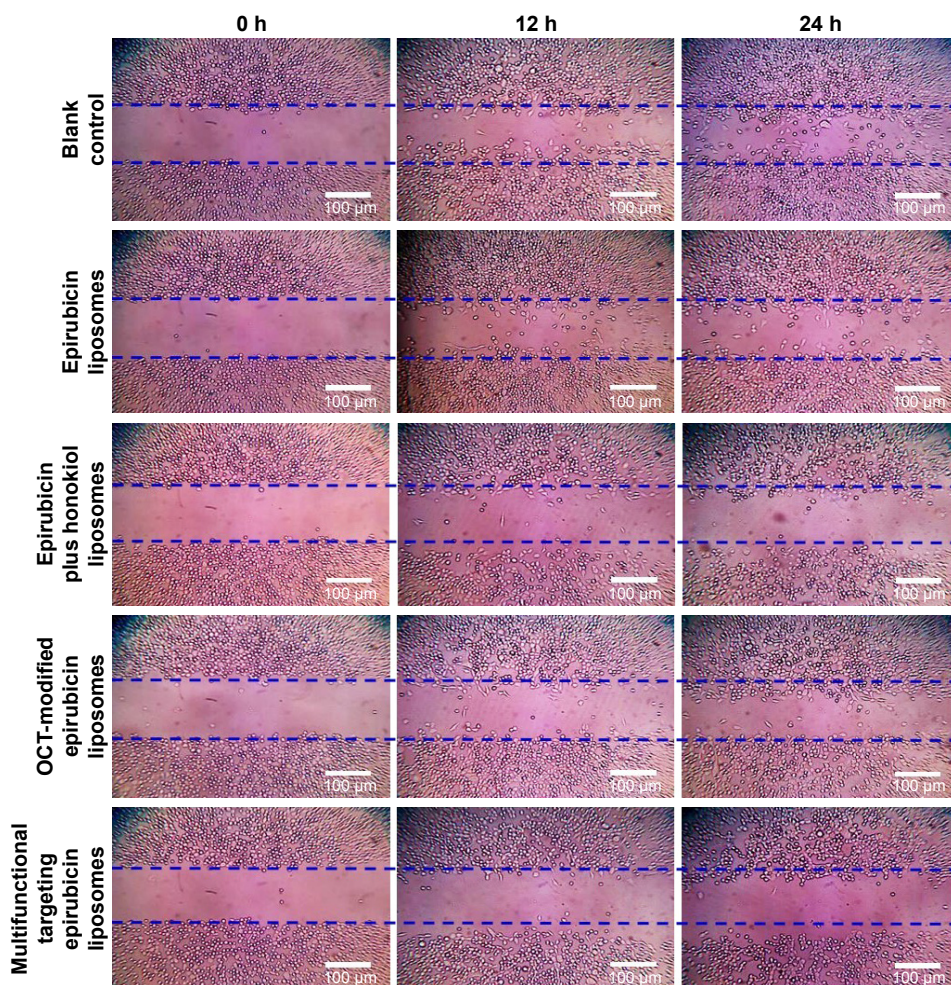 0 h
12 h
24 h
Blank
control
100 µm
100 µm
100 µm
Epirubicin
liposomes
100 µm
100 µm
100 µm
Epirubicin
plus honokiol
liposomes
100 µm
100 µm
100 µm
OCT-modified
epirubicin
liposomes
100 µm
100 µm
100 µm
Multifunctional
targeting
epirubicin
liposomes
100 µm
100 µm
100 µm